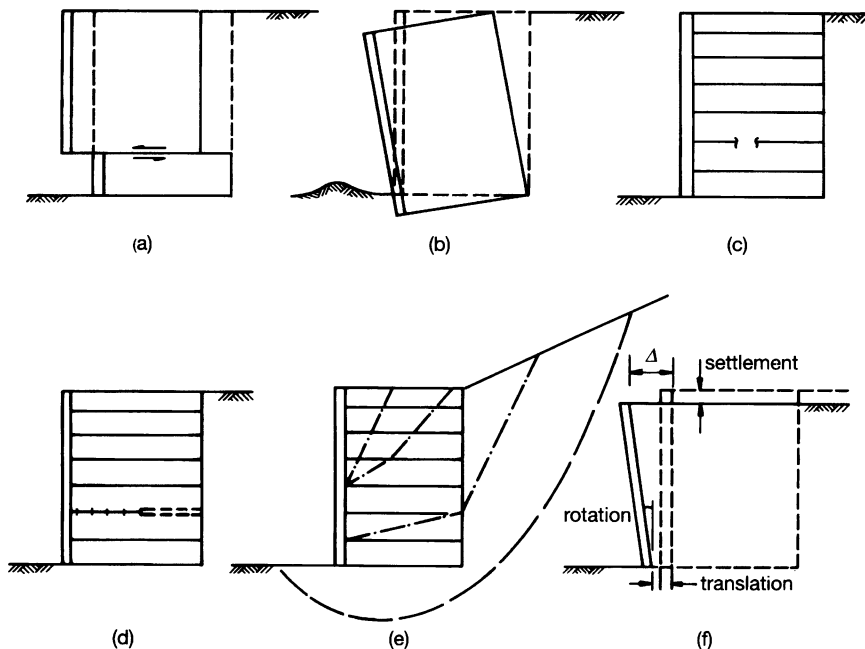 (a)
(b)
(c)
Δ
settlement
rotation
translation
(d)
(e)
(f)